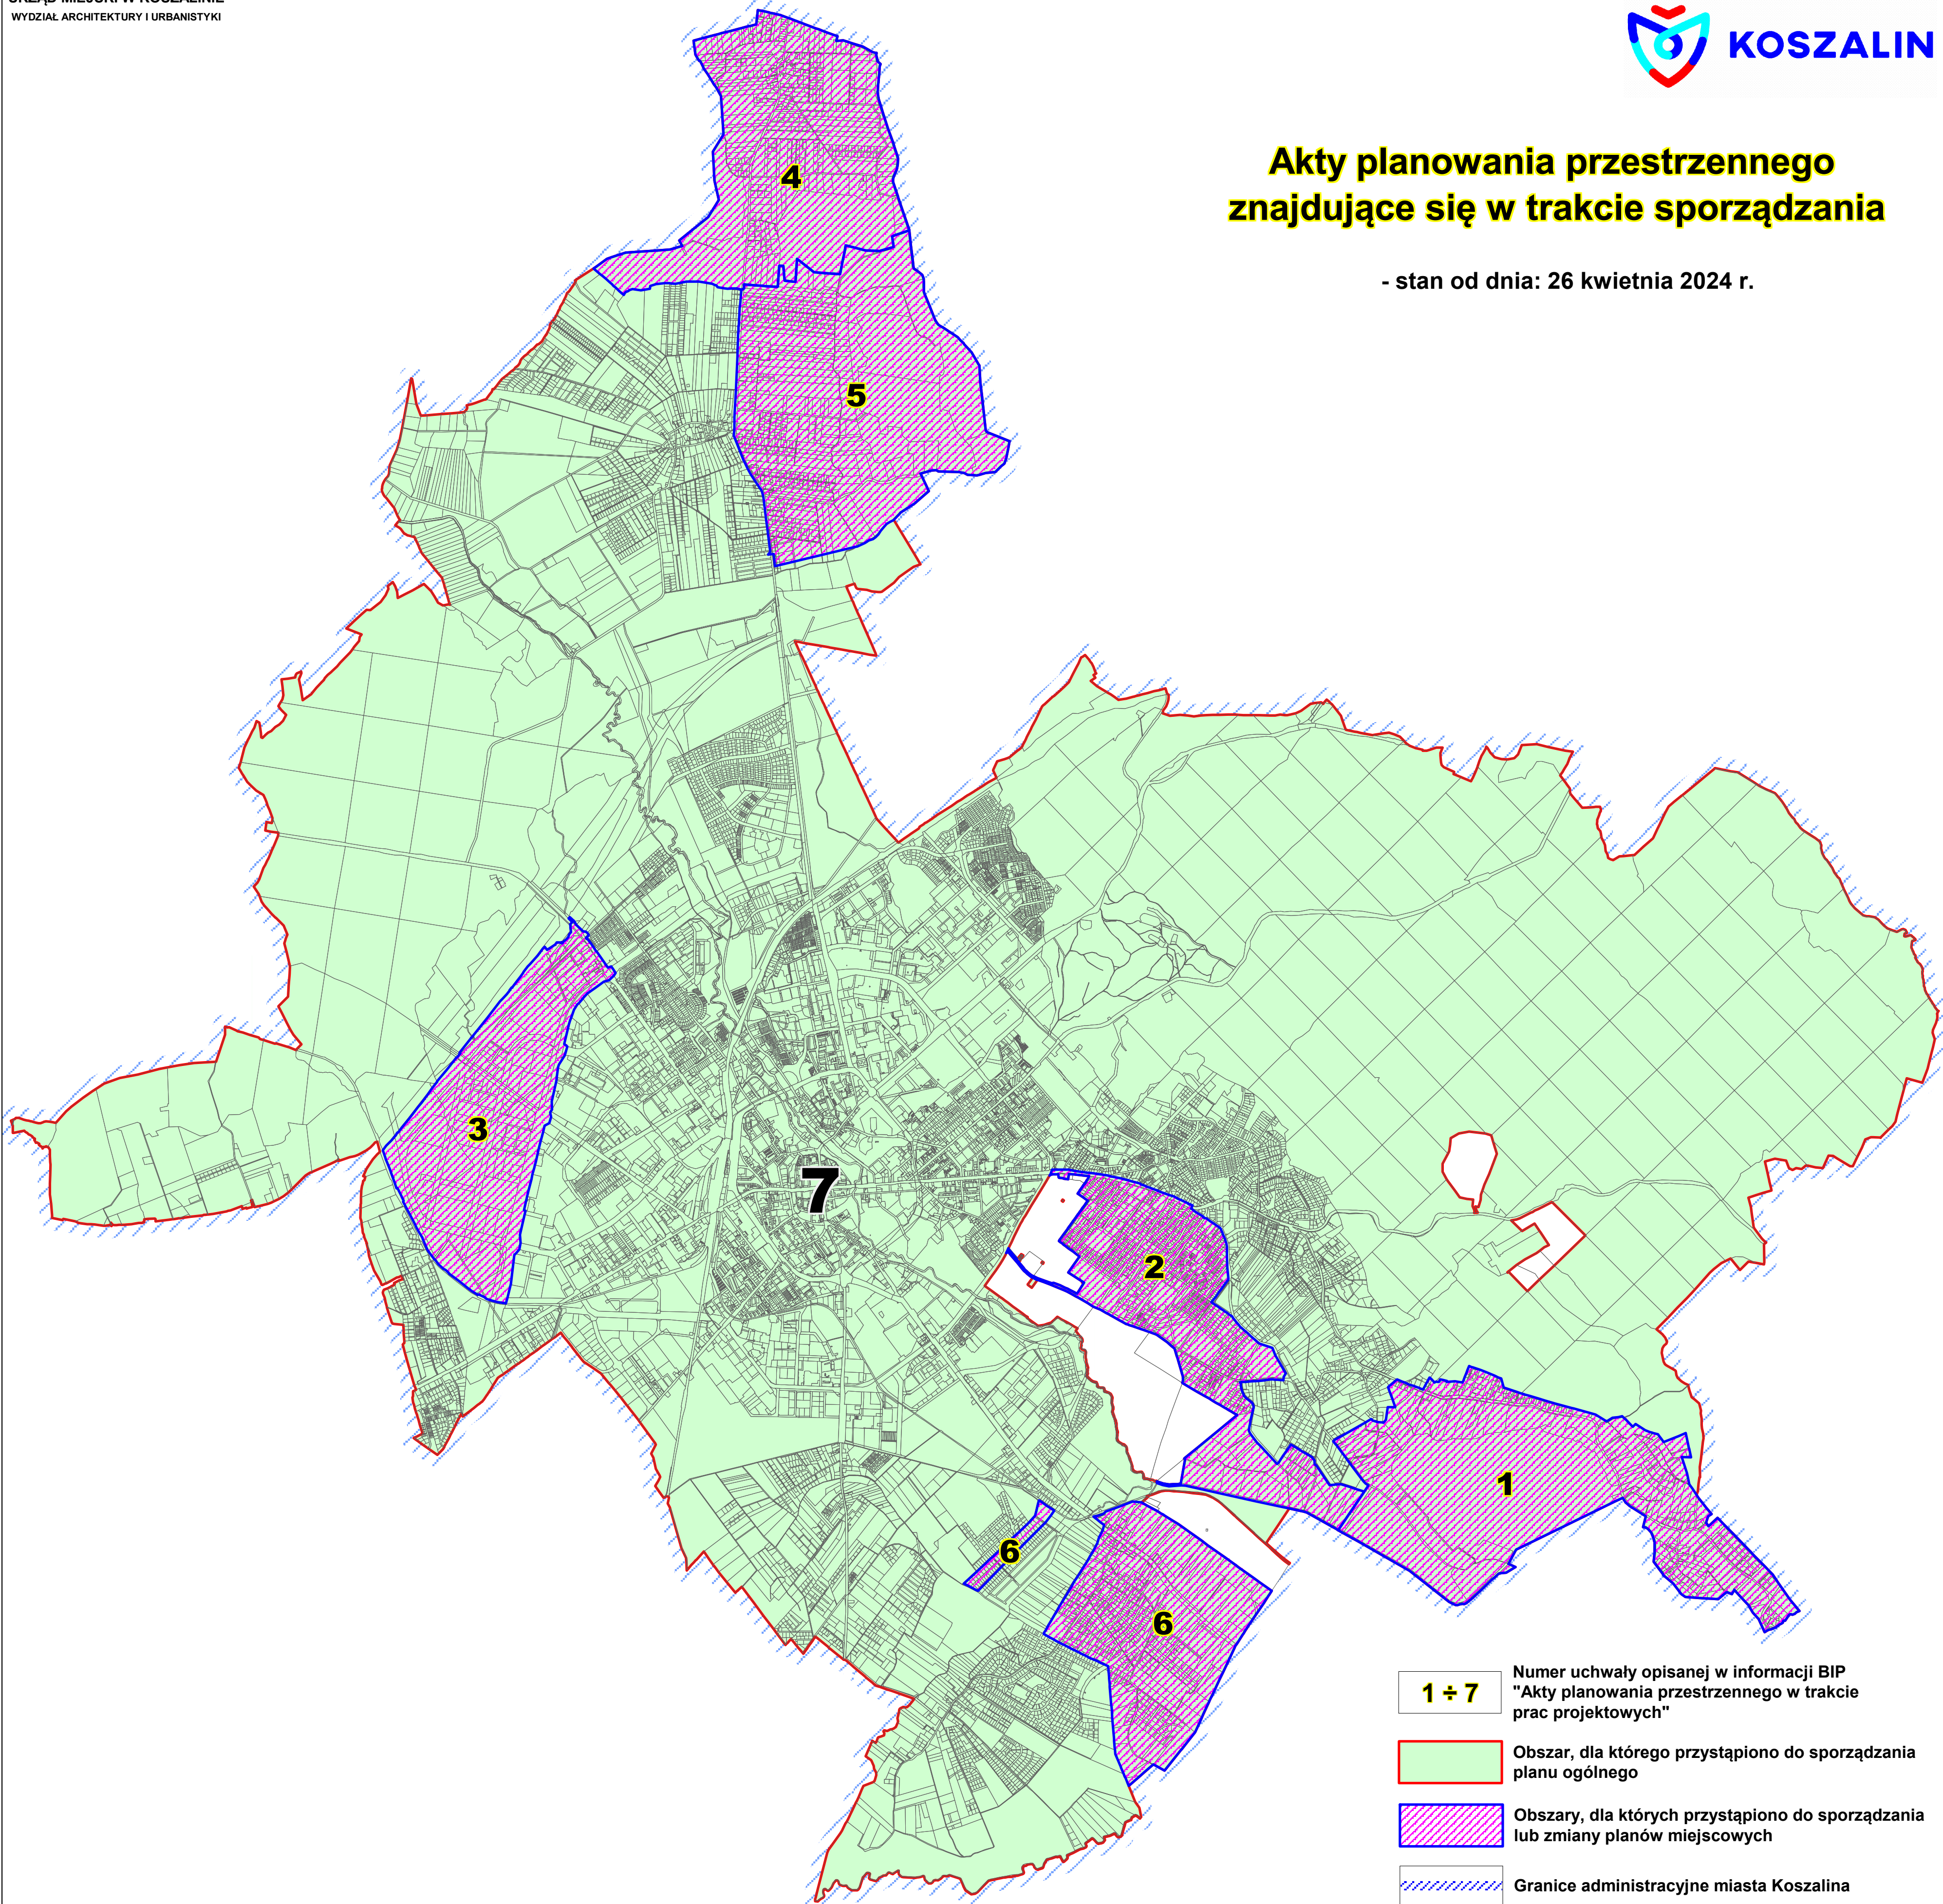 URZĄD MIEJSKI W KOSZALINIE
WYDZIAŁ ARCHITEKTURY I URBANISTYKI
KOSZALIN
Akty planowania przestrzennego
znajdujące się w trakcie sporządzania
- stan od dnia: 26 kwietnia 2024 r.
4
5
3
7
2
1
6
6
1 ÷ 7
Numer uchwały opisanej w informacji BIP
"Akty planowania przestrzennego w trakcie
prac projektowych"
Obszar, dla którego przystąpiono do sporządzania
planu ogólnego
Obszary, dla których przystąpiono do sporządzania
lub zmiany planów miejscowych
Granice administracyjne miasta Koszalina